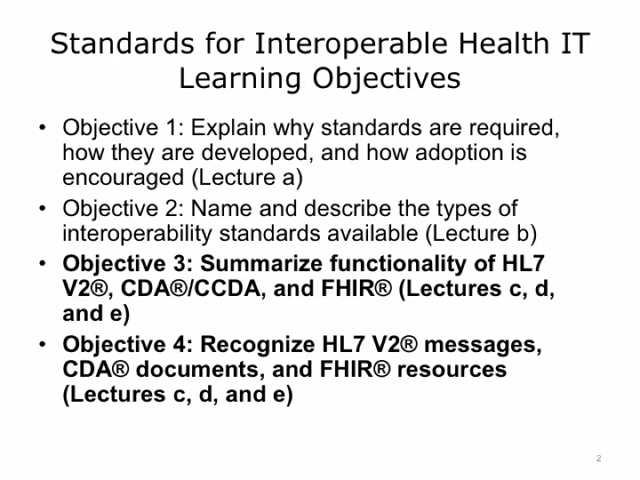 Standards for Interoperable Health IT
Learning Objectives
• Objective 1: Explain why standards are required,
how they are developed, and how adoption is
encouraged (Lecture a)
• Objective 2: Name and describe the types of
interoperability standards available (Lecture b)
• Objective 3: Summarize functionality of HL7
V2®, CDA®/CCDA, and FHIR® (Lectures c, d,
and e)
• Objective 4: Recognize HL7 V2® messages,
CDA® documents, and FHIR® resources
(Lectures c, d, and e)
2